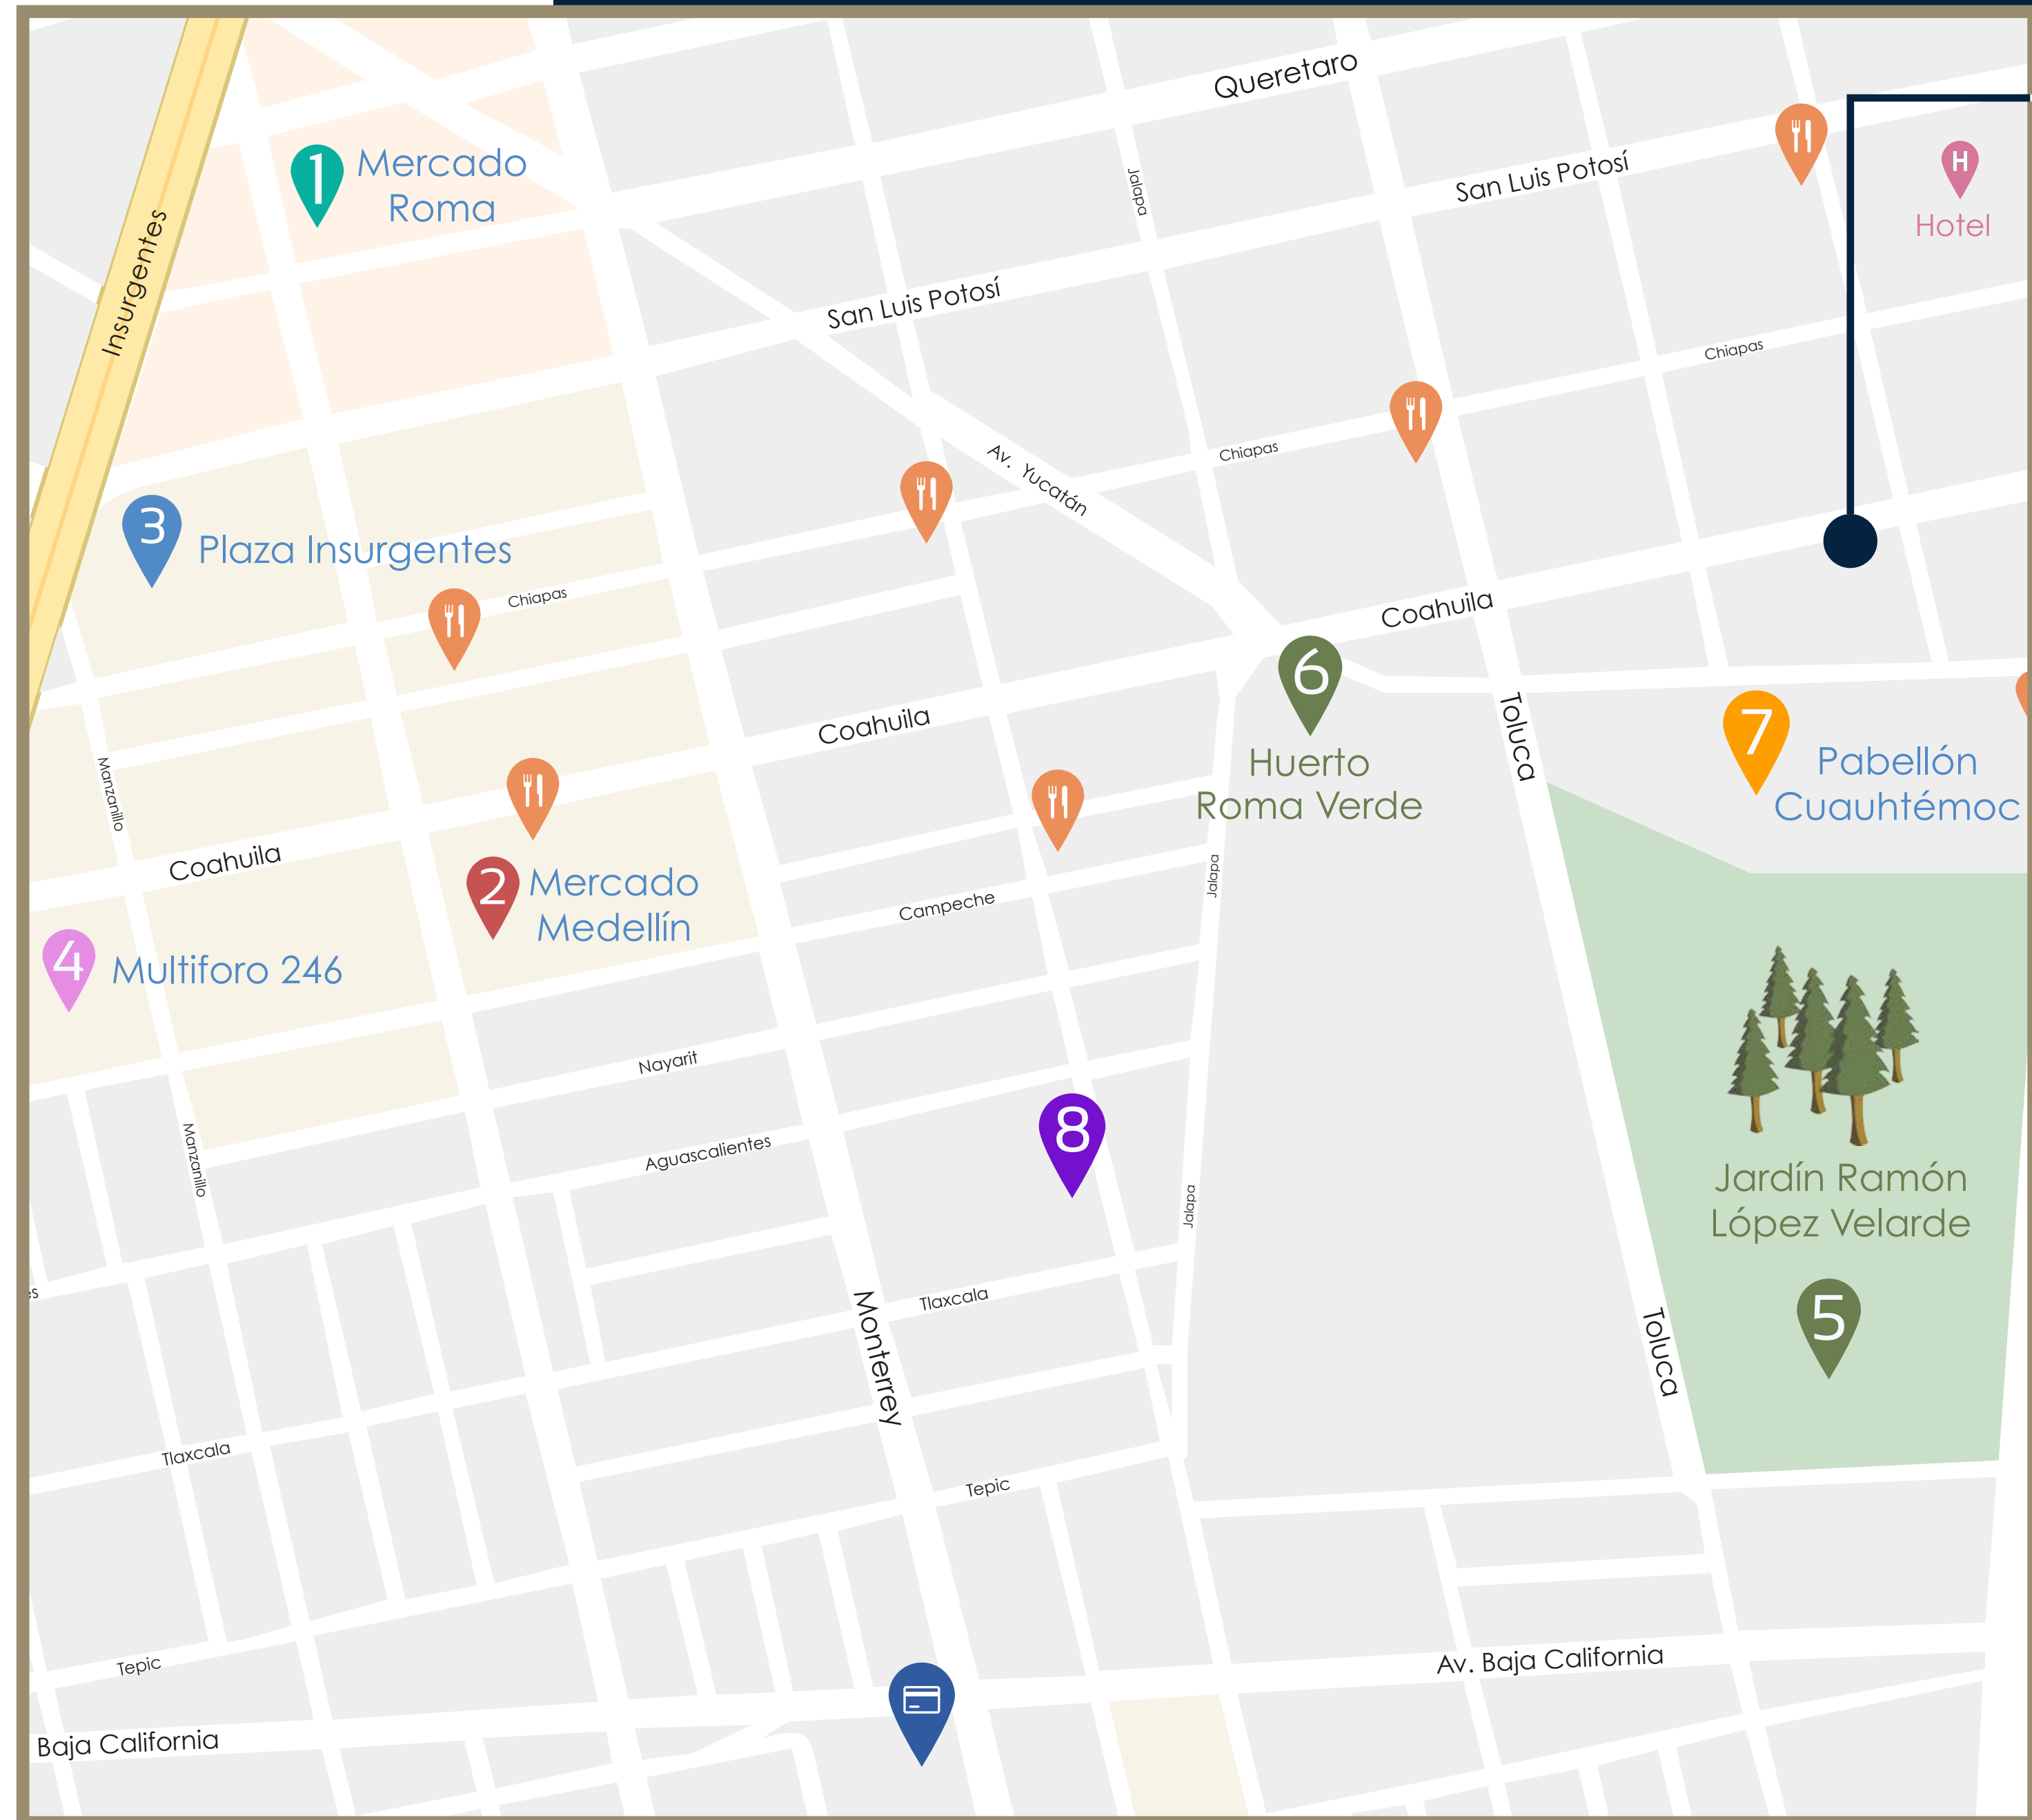 Queretaro
1
Mercado
Roma
Jalapa
San Luis Potosí
H
Hotel
Insurgentes
San Luis Potosí
Chiapas
Av. Yucatán
Chiapas
3
Plaza Insurgentes
Chiapas
Coahuila
6
Huerto
Roma Verde
Toluca
7
Pabellón
Cuauhtémoc
Coahuila
Manzanillo
Coahuila
2
Mercado
Medellín
Campeche
Jalapa
4
Multiforo 246
Nayarit
8
Aguascalientes
Manzanillo
Jalapa
Jardín Ramón
López Velarde
5
es
Tlaxcala
Monterrey
Toluca
Tlaxcala
Tepic
Tepic
Av. Baja California
Baja California